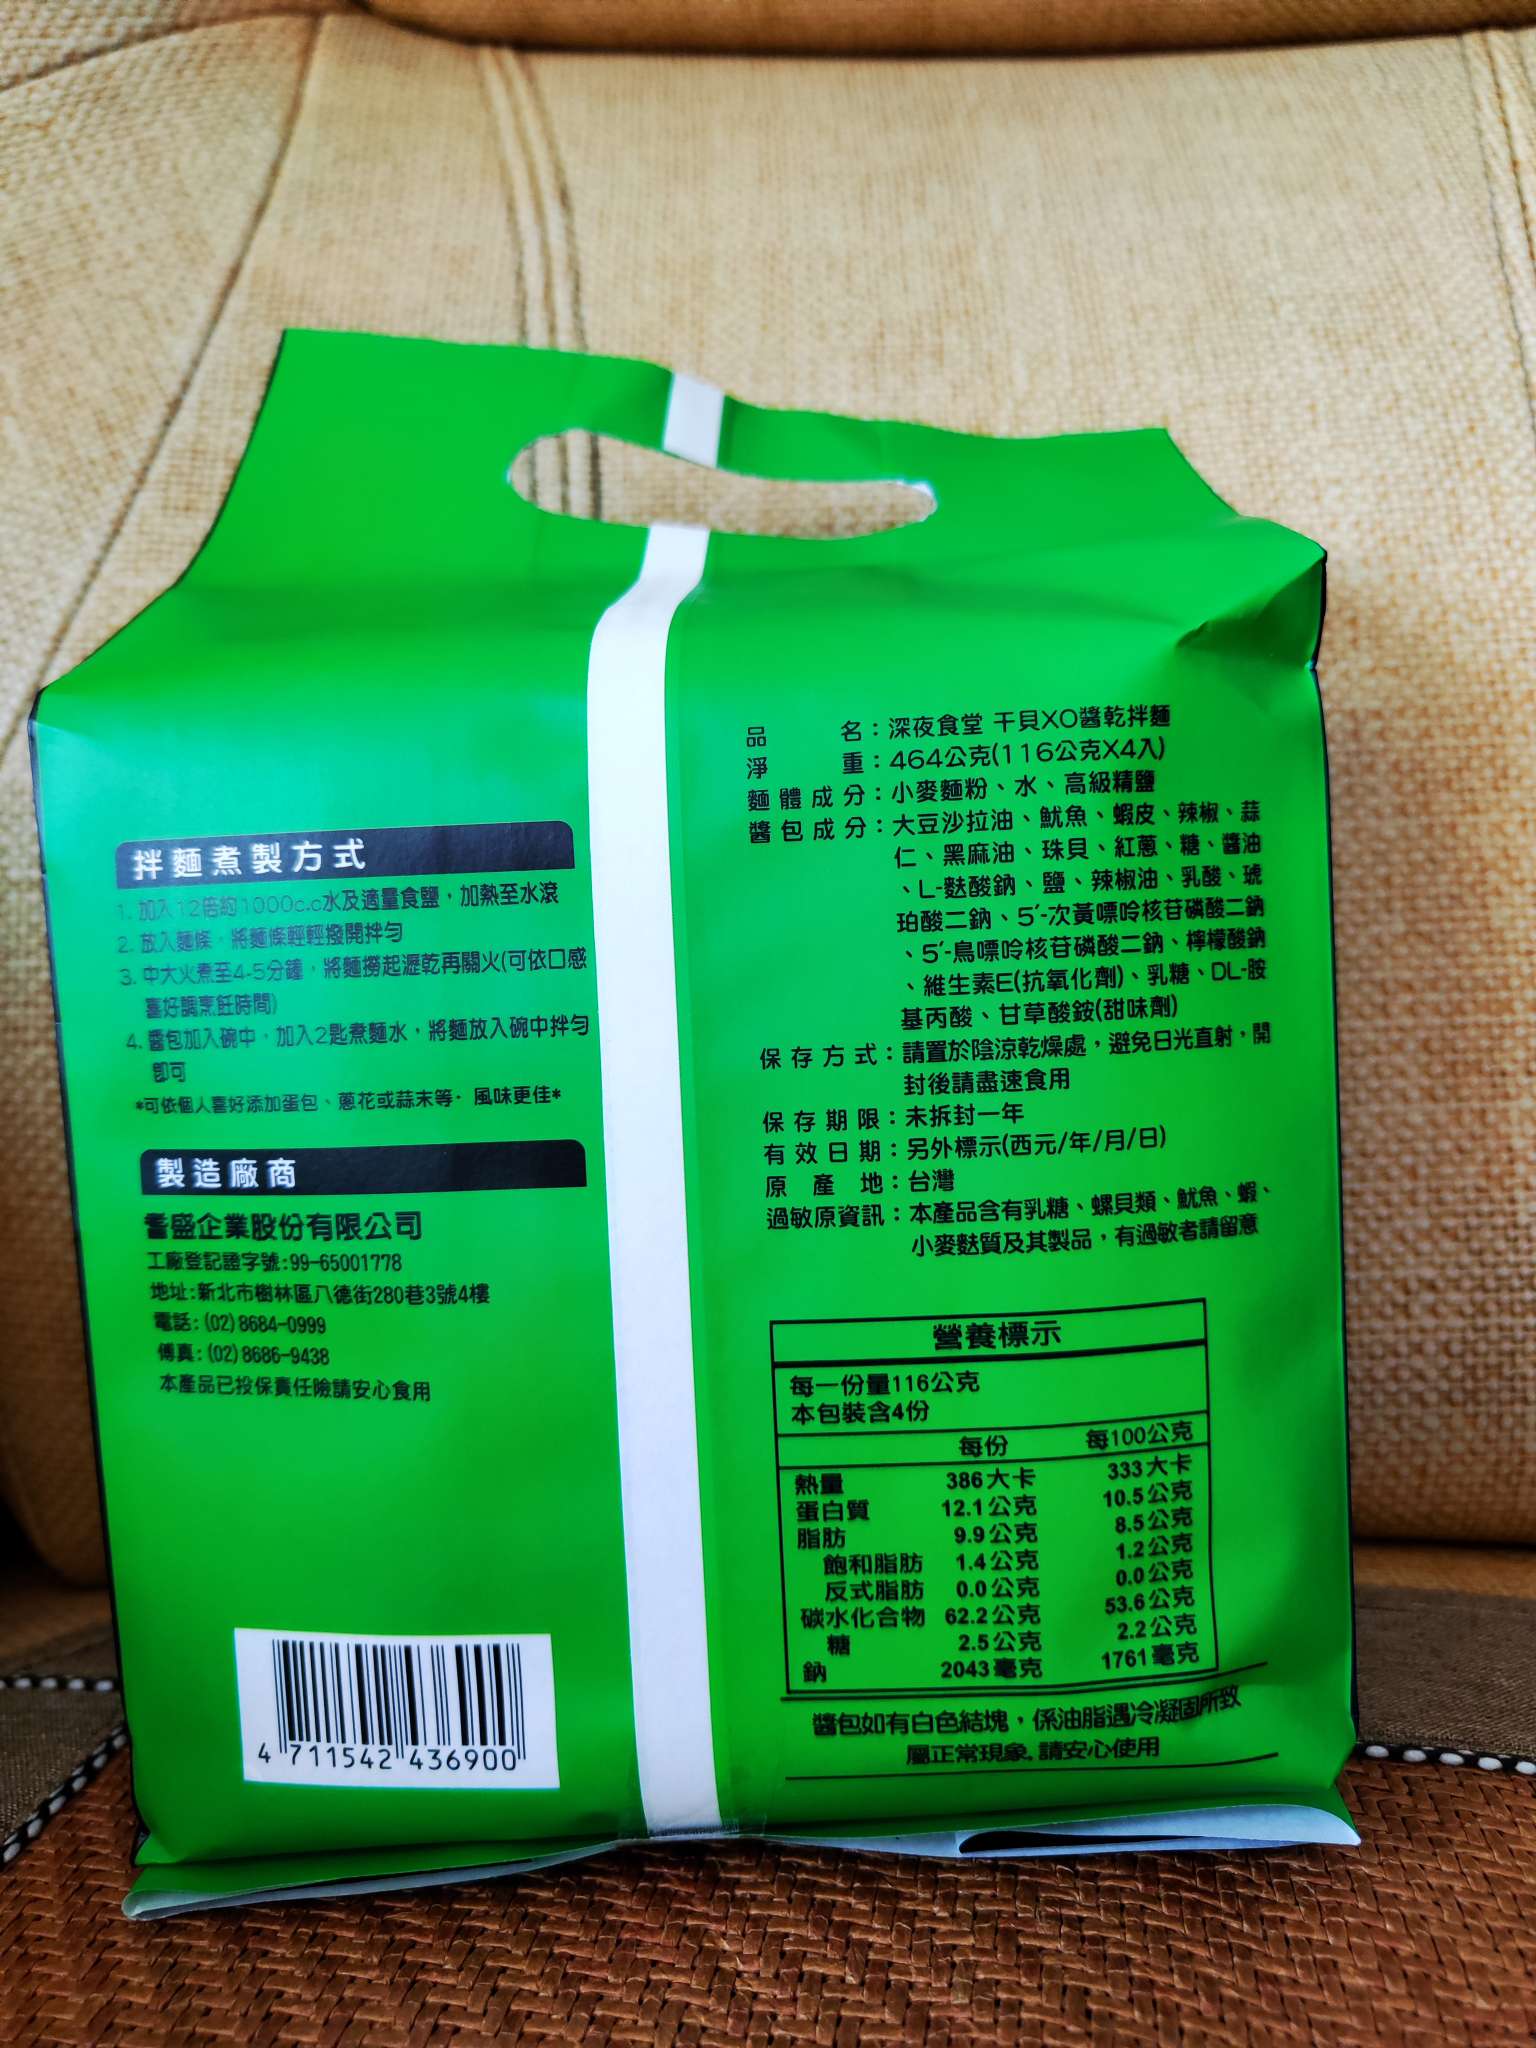 拌麵煮製方式
1. 加入12倍約1000c.c水及適量食鹽，加熱至水滾
2. 放入麵條，將麵條輕輕撥開拌勻
3. 中大火煮至4-5分鐘，將麵撈起瀝乾再關火(可依口感
喜好調烹飪時間)
4. 醬包加入碗中，加入2匙煮麵水，將麵放入碗中拌勻
即可
*可依個人喜好添加蛋包、蔥花或蒜末等，風味更佳*
製造廠商
耆盛企業股份有限公司
工廠登記證字號:99-65001778
地址:新北市樹林區八德街280巷3號4樓
電話:(02)8684-0999
傳真:(02)8686-9438
本產品已投保責任險請安心食用
4 711542 436900
品名：深夜食堂 干貝XO醬乾拌麵
淨重：464公克(116公克X4入)
麵體成分：小麥麵粉、水、高級精鹽
醬包成分：大豆沙拉油、魷魚、蝦皮、辣椒、蒜
仁、黑麻油、珠貝、紅蔥、糖、醬油
、L-麩酸鈉、鹽、辣椒油、乳酸、琥
珀酸二鈉、5′-次黃嘌呤核苷磷酸二鈉
、5′-鳥嘌呤核苷磷酸二鈉、檸檬酸鈉
、維生素E(抗氧化劑)、乳糖、DL-胺
基丙酸、甘草酸銨(甜味劑)
保存方式：請置於陰涼乾燥處，避免日光直射，開
封後請盡速食用
保存期限：未拆封一年
有效日期：另外標示(西元/年/月/日)
原產地：台灣
過敏原資訊：本產品含有乳糖、螺貝類、魷魚、蝦、
小麥麩質及其製品，有過敏者請留意
營養標示
每一份量116公克
本包裝含4份
每份 每100公克
熱量 386大卡 333大卡
蛋白質 12.1公克 10.5公克
脂肪 9.9公克 8.5公克
飽和脂肪 1.4公克 1.2公克
反式脂肪 0.0公克 0.0公克
碳水化合物 62.2公克 53.6公克
糖 2.5公克 2.2公克
鈉 2043毫克 1761毫克
醬包如有白色結塊，係油脂遇冷凝固所致
屬正常現象,請安心使用